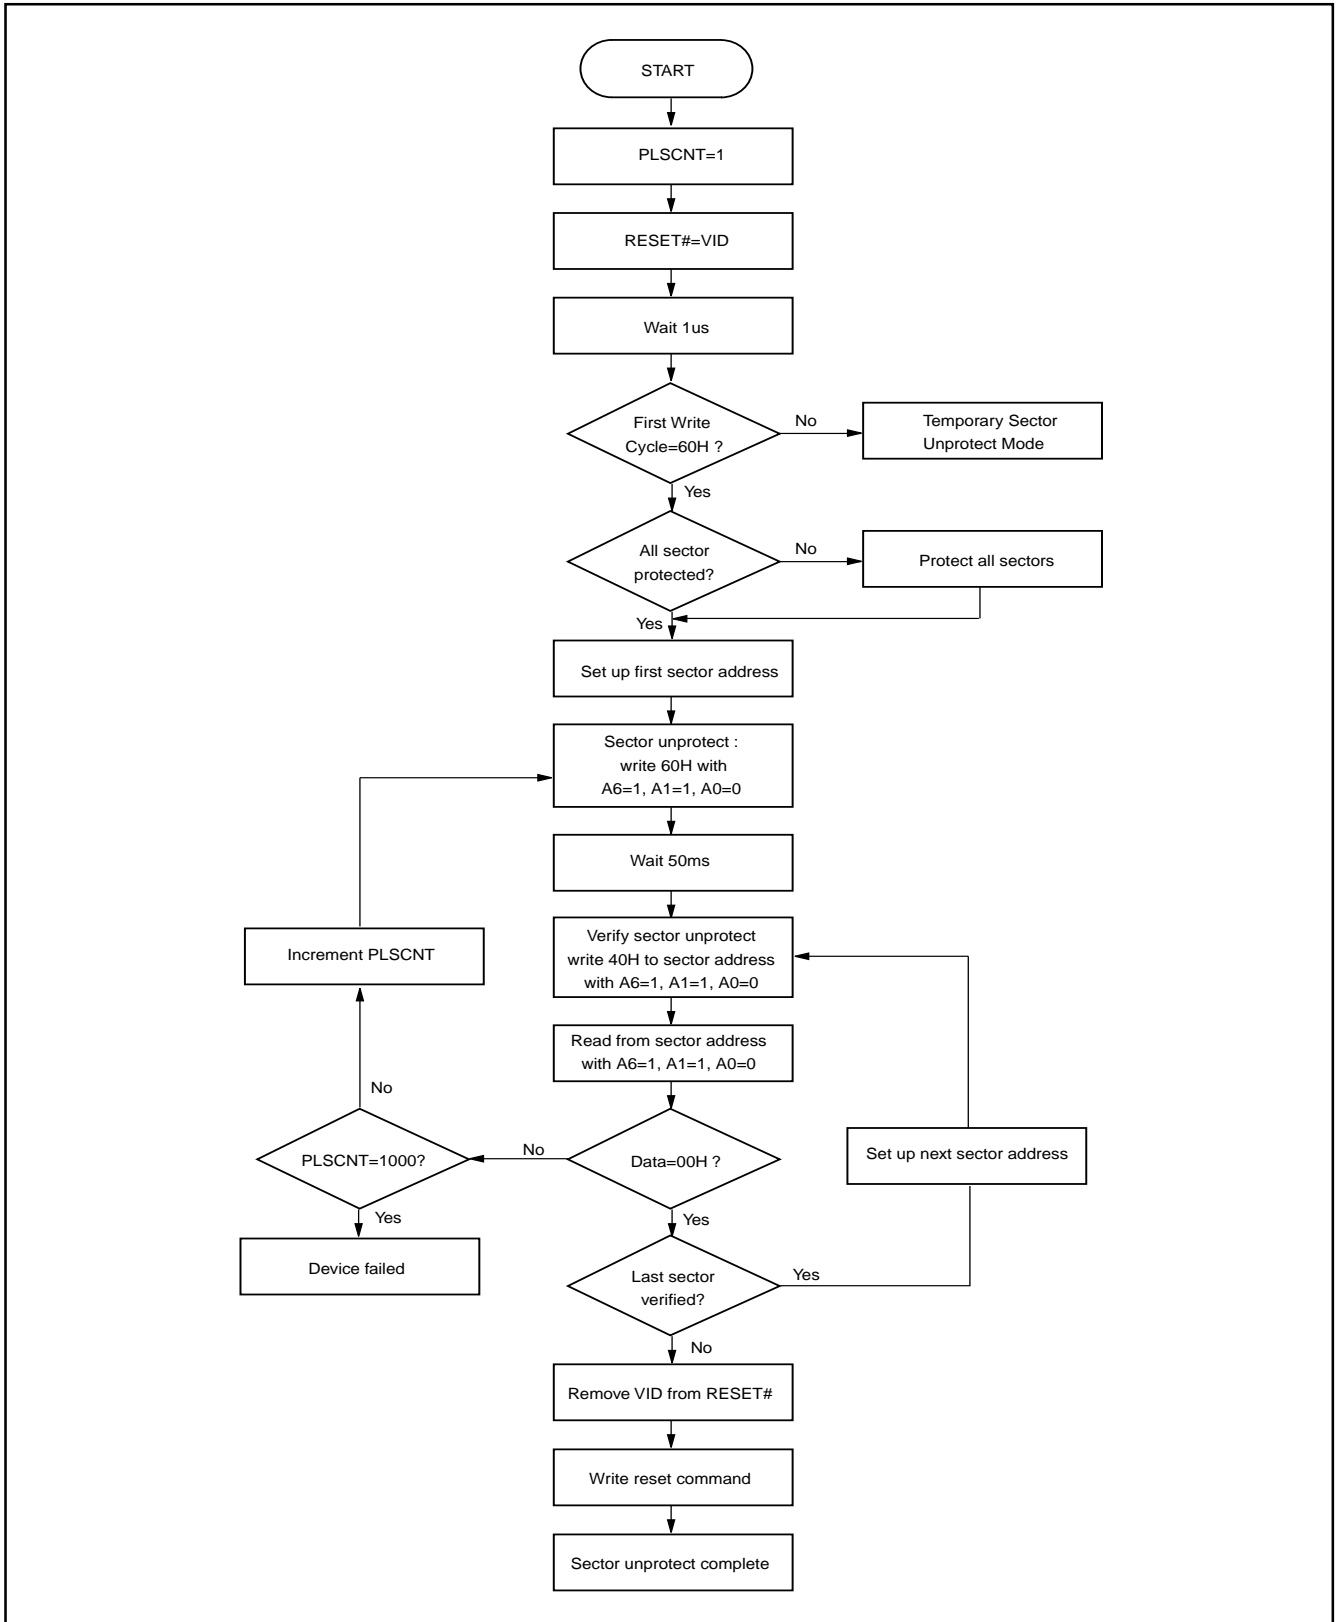 START
PLSCNT=1
RESET#=VID
Wait 1us
First Write
Cycle=60H ?
No
Temporary Sector
Unprotect Mode
Yes
All sector
protected?
No
Protect all sectors
Yes
Set up first sector address
Sector unprotect :
write 60H with
A6=1, A1=1, A0=0
Wait 50ms
Increment PLSCNT
Verify sector unprotect
write 40H to sector address
with A6=1, A1=1, A0=0
Read from sector address
with A6=1, A1=1, A0=0
No
PLSCNT=1000?
No
Data=00H ?
Set up next sector address
Yes
Yes
Device failed
Last sector
verified?
Yes
No
Remove VID from RESET#
Write reset command
Sector unprotect complete